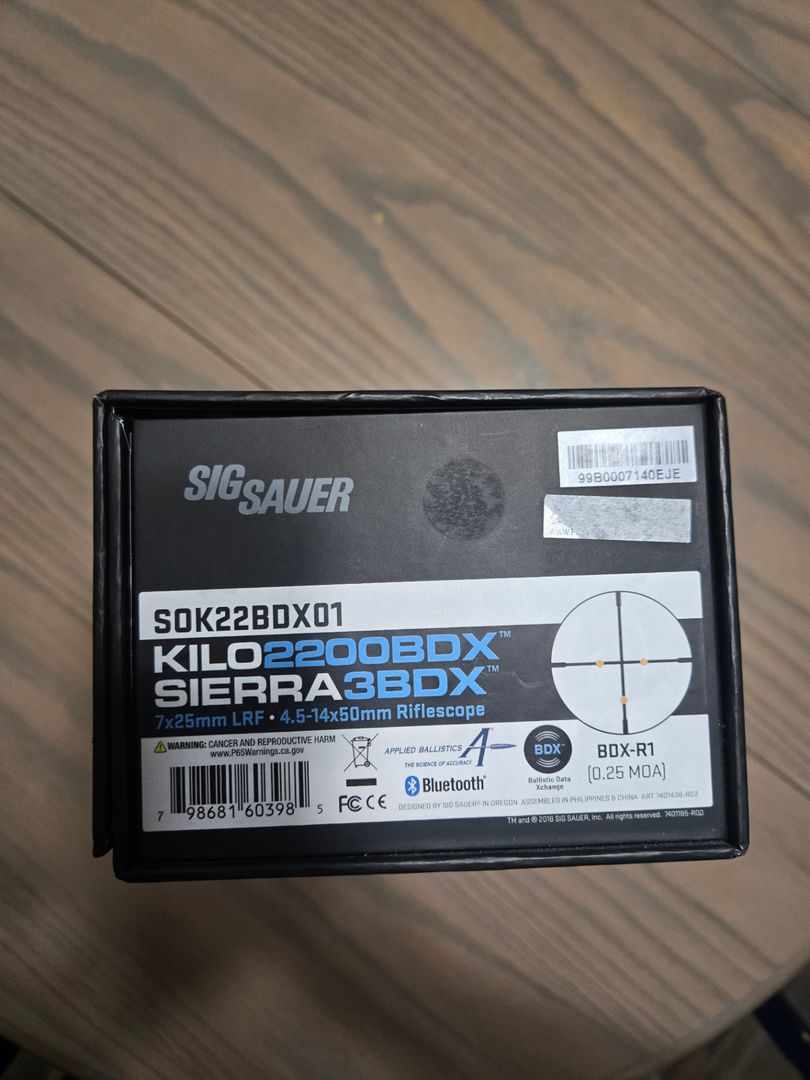 SIG SAUER
99B0007140EJE
SOK22BDX01
KILO2200BDX™
SIERRA3BDX™
7x25mm LRF • 4.5-14x50mm Riflescope
⚠ WARNING: CANCER AND REPRODUCTIVE HARM
www.P65Warnings.ca.gov
7 98681 60398 5
FC CE
APPLIED BALLISTICS A
THE SCIENCE OF ACCURACY
Bluetooth®
BDX™
Ballistic Data
Xchange
BDX-R1
(0.25 MOA)
DESIGNED BY SIG SAUER® IN OREGON ASSEMBLED IN PHILIPPINES & CHINA ART 7401436-R02
TM and ® 2018 SIG SAUER, Inc. All rights reserved. 7401185-R00